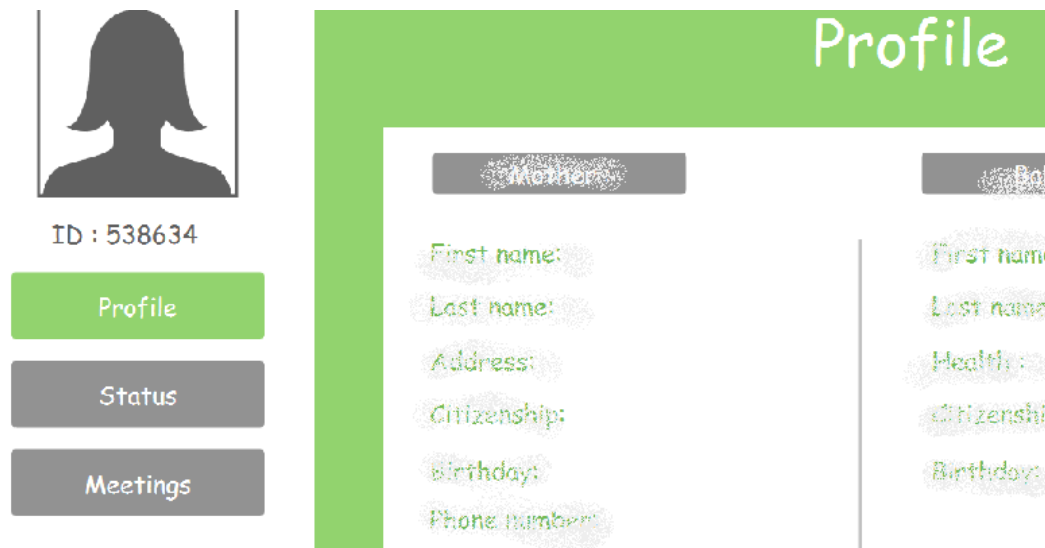 Profile
ID : 538634
Profile
Status
Meetings
Mother
First name:
Last name:
Address:
Citizenship:
Birthday:
Phone number:
First name
Last name
Health :
Citizenshi
Birthday: